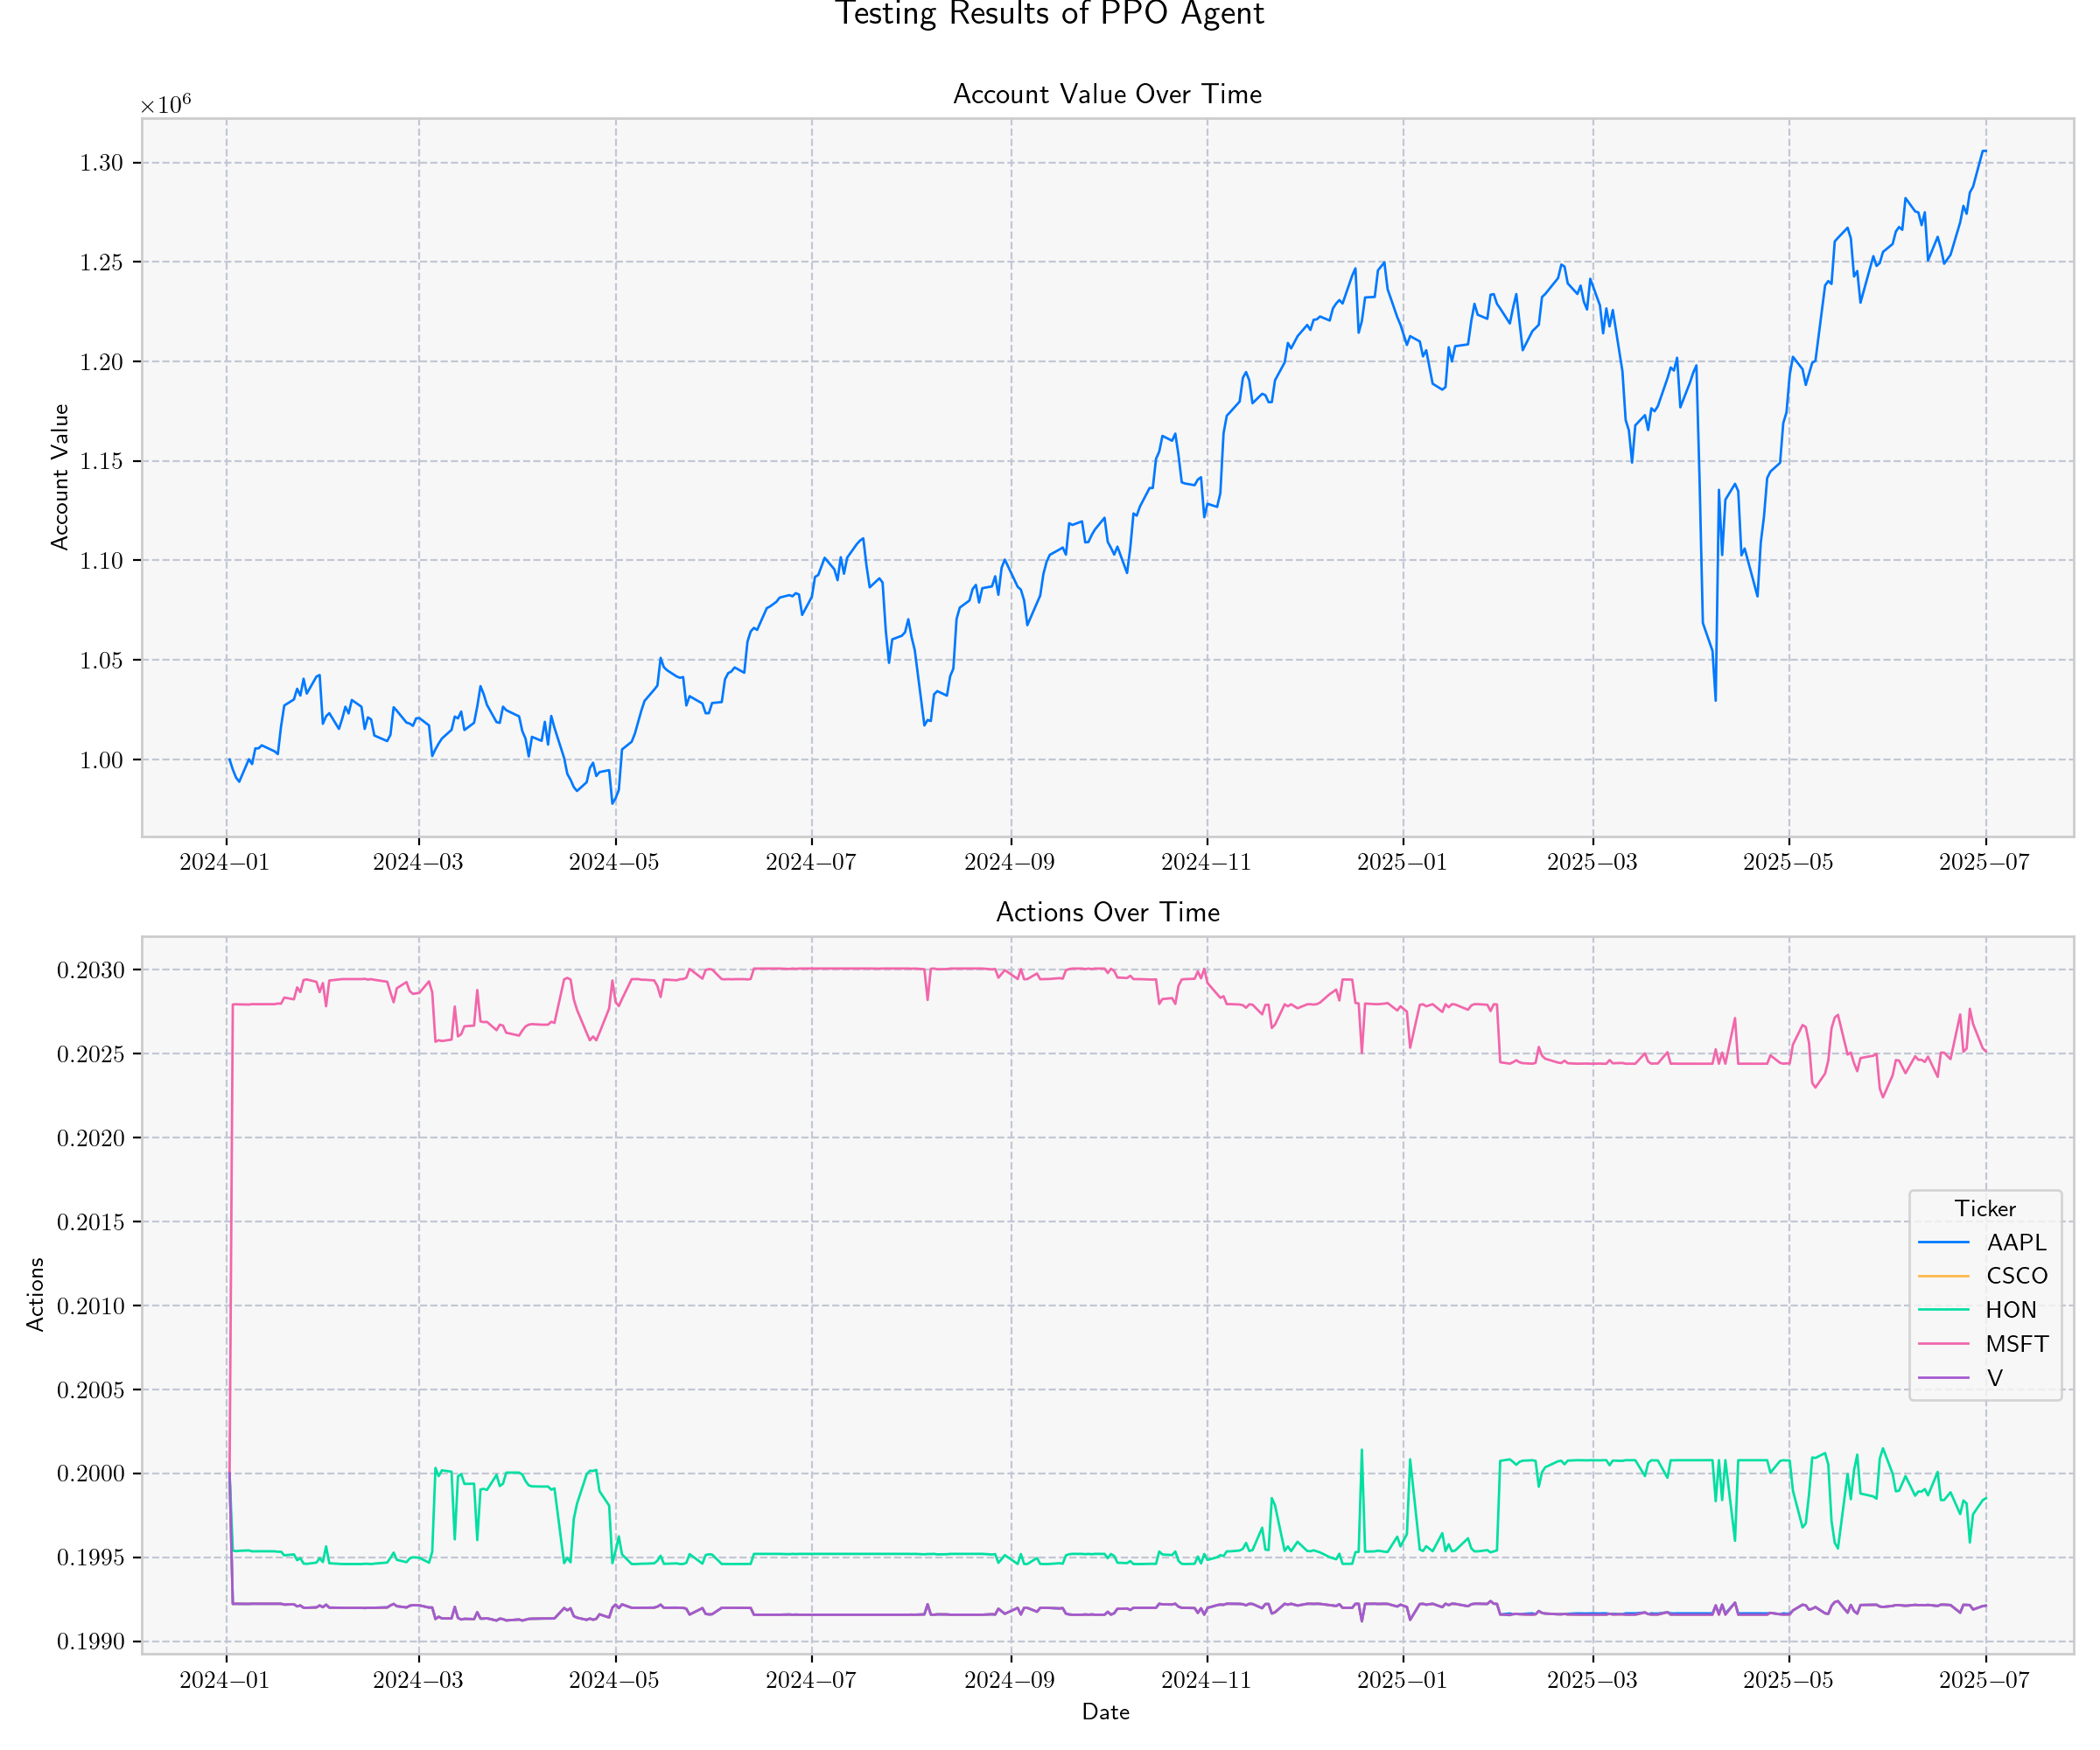 Testing Results of PPO Agent
Account Value Over Time
×10⁶
1.30
1.25
1.20
1.15
1.10
1.05
1.00
Account Value
2024–01 2024–03 2024–05 2024–07 2024–09 2024–11 2025–01 2025–03 2025–05 2025–07
Actions Over Time
0.2030
0.2025
0.2020
0.2015
0.2010
0.2005
0.2000
0.1995
0.1990
Actions
Ticker
AAPL
CSCO
HON
MSFT
V
2024–01 2024–03 2024–05 2024–07 2024–09 2024–11 2025–01 2025–03 2025–05 2025–07
Date